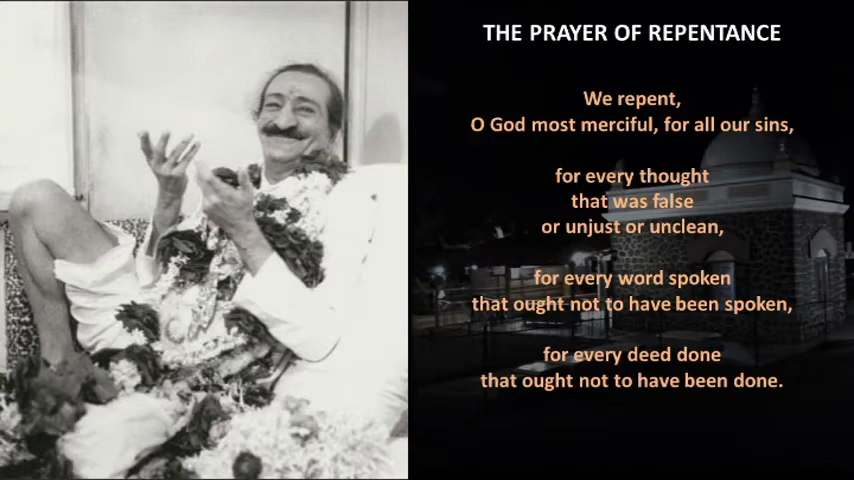 THE PRAYER OF REPENTANCE
We repent,
O God most merciful, for all our sins,
for every thought
that was false
or unjust or unclean,
for every word spoken
that ought not to have been spoken,
for every deed done
that ought not to have been done.